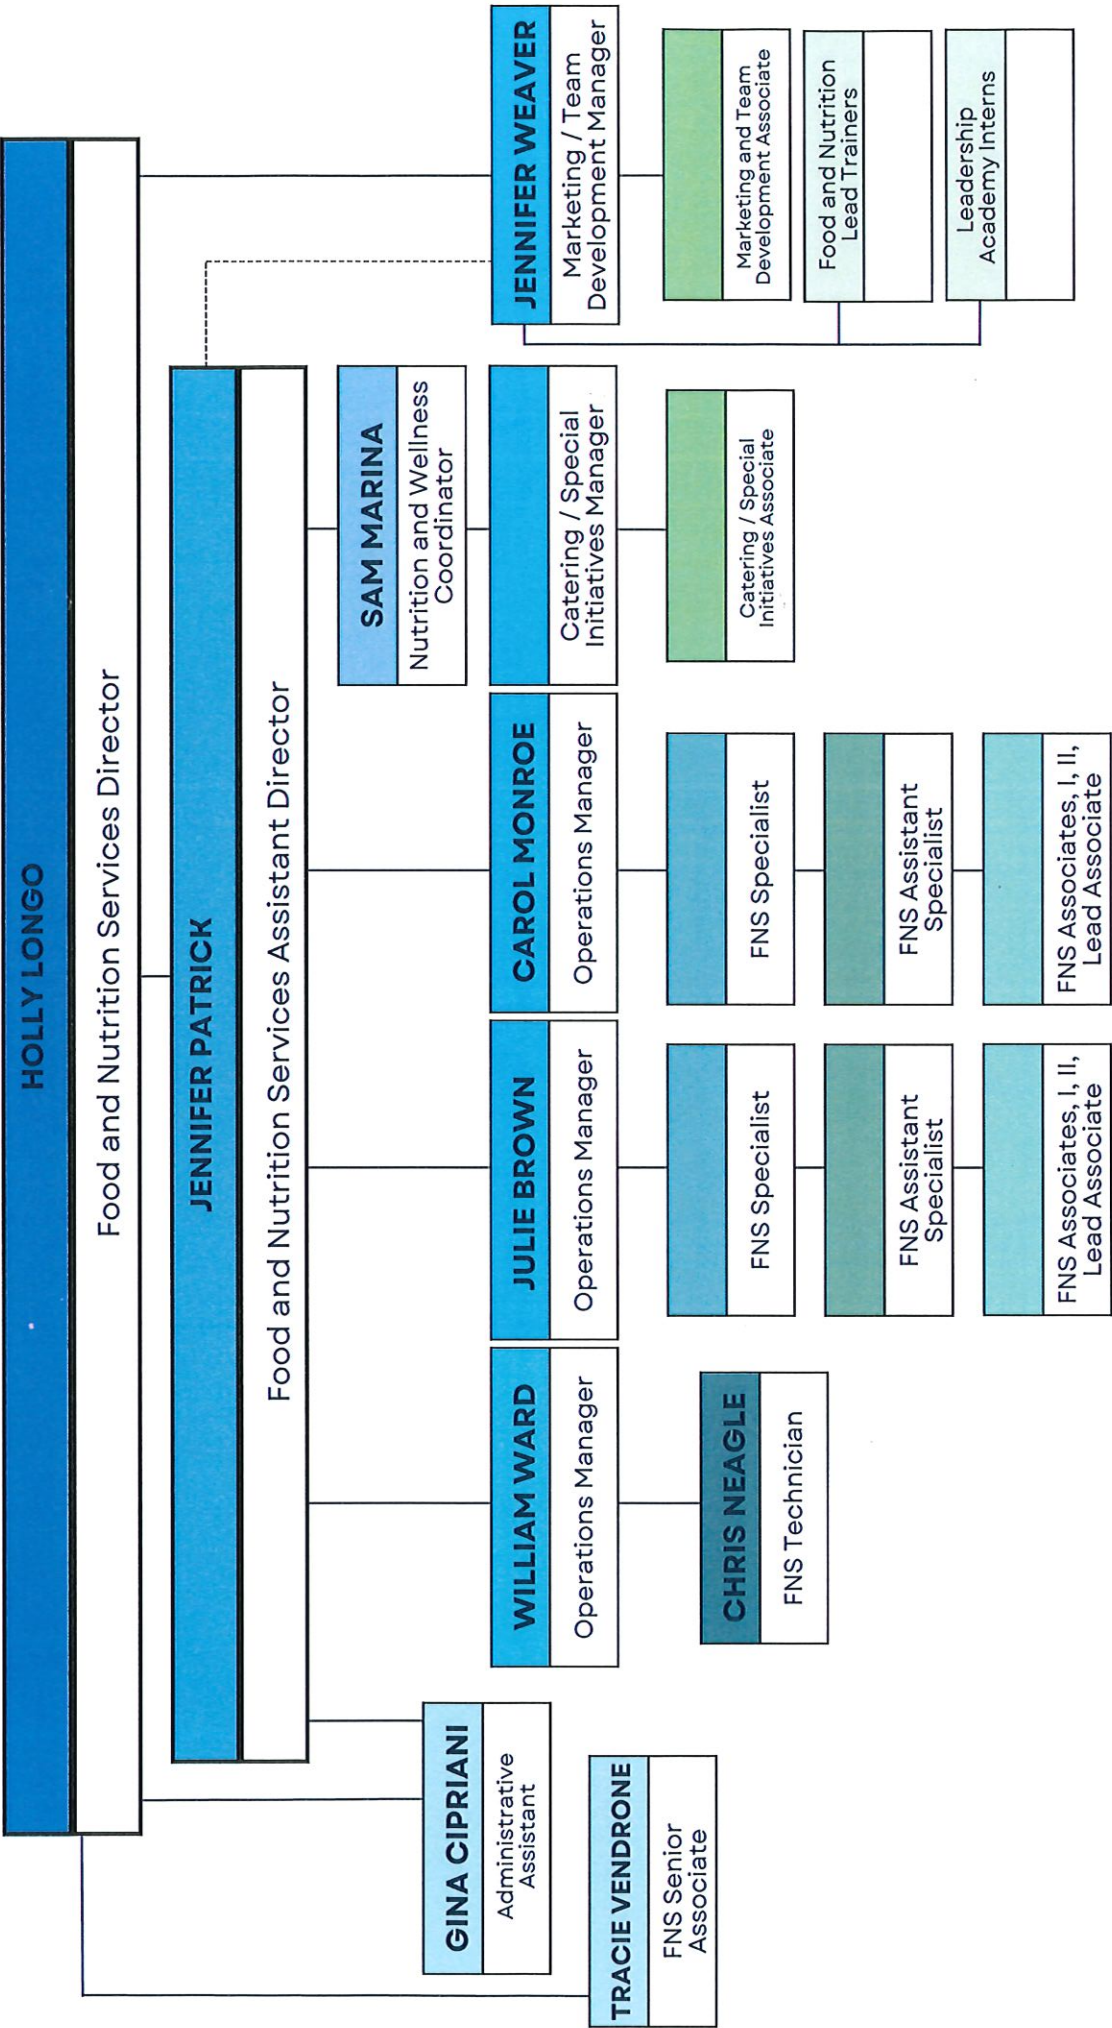 HOLLY LONGO
Food and Nutrition Services Director
JENNIFER PATRICK
Food and Nutrition Services Assistant Director
GINA CIPRIANI
Administrative
Assistant
TRACIE VENDRONE
FNS Senior
Associate
WILLIAM WARD
Operations Manager
CHRIS NEAGLE
FNS Technician
JULIE BROWN
Operations Manager
FNS Specialist
FNS Assistant
Specialist
FNS Associates, I, II,
Lead Associate
CAROL MONROE
Operations Manager
FNS Specialist
FNS Assistant
Specialist
FNS Associates, I, II,
Lead Associate
SAM MARINA
Nutrition and Wellness
Coordinator
Catering / Special
Initiatives Manager
Catering / Special
Initiatives Associate
JENNIFER WEAVER
Marketing / Team
Development Manager
Marketing and Team
Development Associate
Food and Nutrition
Lead Trainers
Leadership
Academy Interns